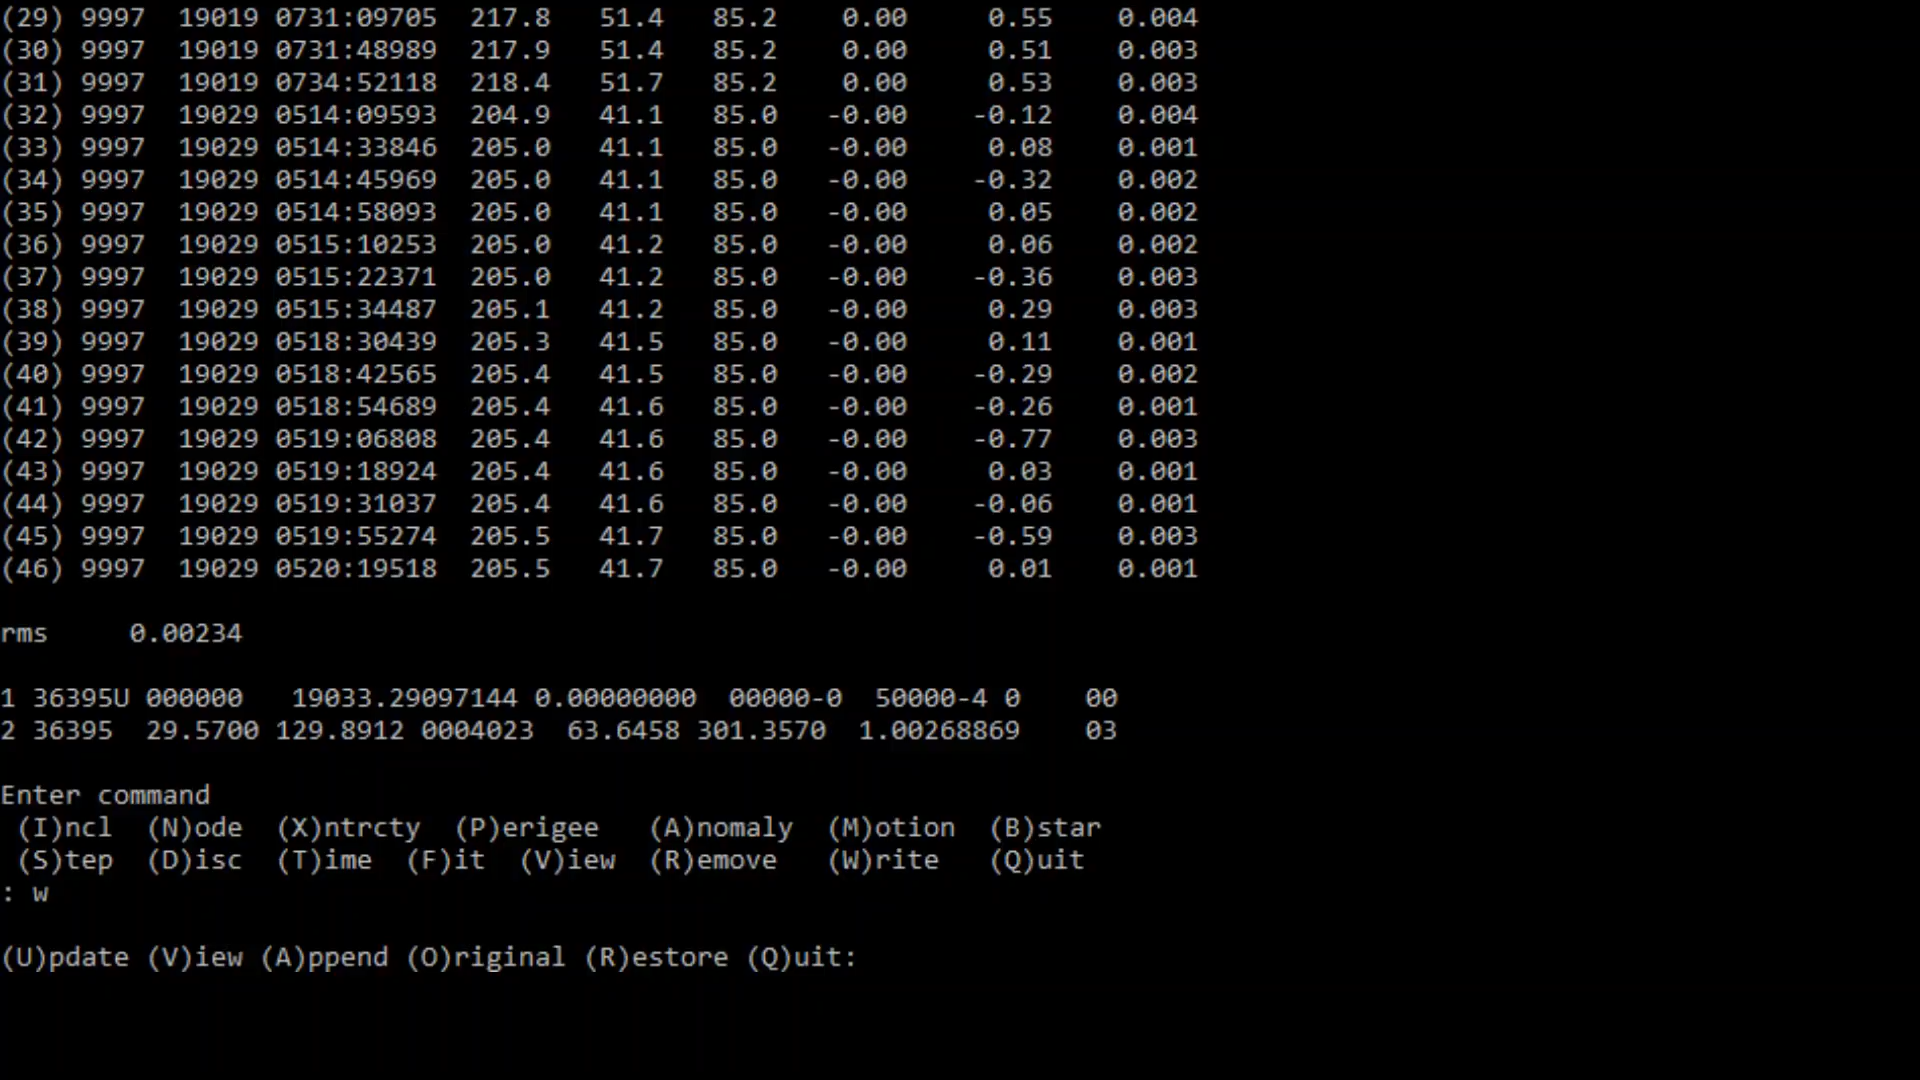 (29) 9997  19019 0731:09705  217.8   51.4   85.2    0.00     0.55    0.004
(30) 9997  19019 0731:48989  217.9   51.4   85.2    0.00     0.51    0.003
(31) 9997  19019 0734:52118  218.4   51.7   85.2    0.00     0.53    0.003
(32) 9997  19029 0514:09593  204.9   41.1   85.0   -0.00    -0.12    0.004
(33) 9997  19029 0514:33846  205.0   41.1   85.0   -0.00     0.08    0.001
(34) 9997  19029 0514:45969  205.0   41.1   85.0   -0.00    -0.32    0.002
(35) 9997  19029 0514:58093  205.0   41.1   85.0   -0.00     0.05    0.002
(36) 9997  19029 0515:10253  205.0   41.2   85.0   -0.00     0.06    0.002
(37) 9997  19029 0515:22371  205.0   41.2   85.0   -0.00    -0.36    0.003
(38) 9997  19029 0515:34487  205.1   41.2   85.0   -0.00     0.29    0.003
(39) 9997  19029 0518:30439  205.3   41.5   85.0   -0.00     0.11    0.001
(40) 9997  19029 0518:42565  205.4   41.5   85.0   -0.00    -0.29    0.002
(41) 9997  19029 0518:54689  205.4   41.6   85.0   -0.00    -0.26    0.001
(42) 9997  19029 0519:06808  205.4   41.6   85.0   -0.00    -0.77    0.003
(43) 9997  19029 0519:18924  205.4   41.6   85.0   -0.00     0.03    0.001
(44) 9997  19029 0519:31037  205.4   41.6   85.0   -0.00    -0.06    0.001
(45) 9997  19029 0519:55274  205.5   41.7   85.0   -0.00    -0.59    0.003
(46) 9997  19029 0520:19518  205.5   41.7   85.0   -0.00     0.01    0.001
rms     0.00234
1 36395U 000000   19033.29097144 0.00000000  00000-0  50000-4 0    00
2 36395  29.5700 129.8912 0004023  63.6458 301.3570  1.00268869    03
Enter command
 (I)ncl  (N)ode  (X)ntrcty  (P)erigee   (A)nomaly  (M)otion  (B)star
 (S)tep  (D)isc  (T)ime  (F)it  (V)iew  (R)emove   (W)rite   (Q)uit
: w
(U)pdate (V)iew (A)ppend (O)riginal (R)estore (Q)uit: